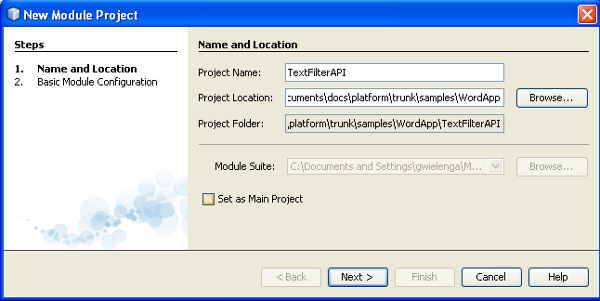 New Module Project
Steps
1. Name and Location
2. Basic Module Configuration
Name and Location
Project Name: TextFilterAPI
Project Location: cuments\docs\platform\trunk\samples\WordApp Browse...
Project Folder: platform\trunk\samples\WordApp\TextFilterAPI
Module Suite: C:\Documents and Settings\gwielenga\M... Browse...
Set as Main Project
< Back Next > Finish Cancel Help